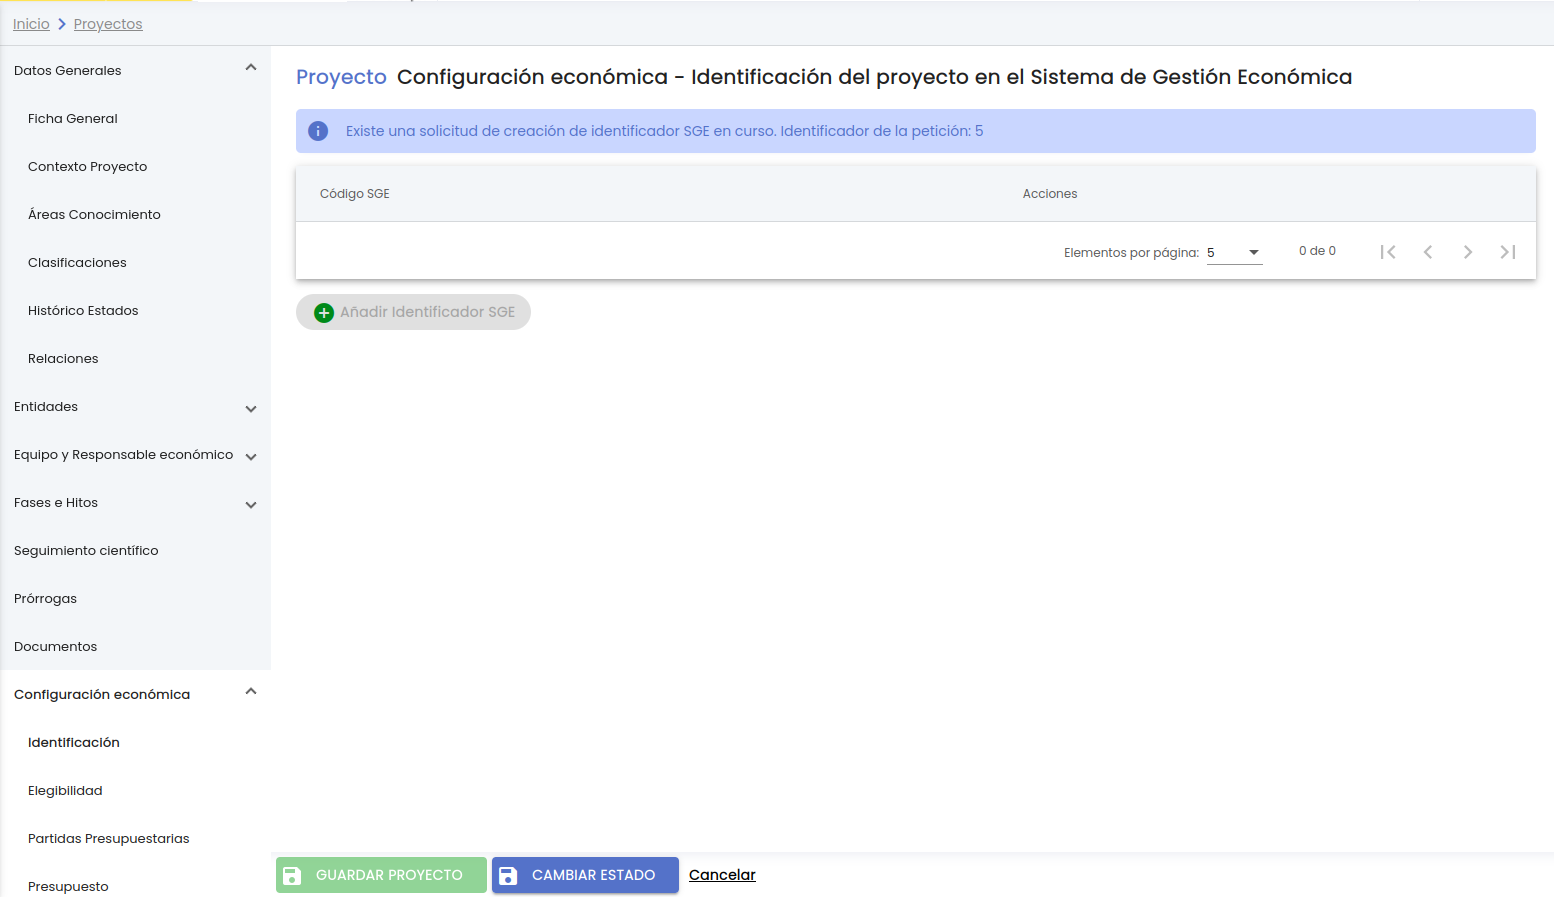 Inicio > Proyectos
Datos Generales
Ficha General
Contexto Proyecto
Áreas Conocimiento
Clasificaciones
Histórico Estados
Relaciones
Entidades
Equipo y Responsable económico
Fases e Hitos
Seguimiento científico
Prórrogas
Documentos
Configuración económica
Identificación
Elegibilidad
Partidas Presupuestarias
Presupuesto
Proyecto Configuración económica - Identificación del proyecto en el Sistema de Gestión Económica
Existe una solicitud de creación de identificador SGE en curso. Identificador de la petición: 5
Código SGE Acciones
Elementos por página: 5 0 de 0
Añadir Identificador SGE
GUARDAR PROYECTO CAMBIAR ESTADO Cancelar